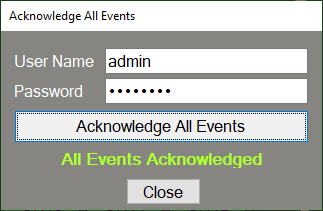 Acknowledge All Events
User Name admin
Password ••••••••
Acknowledge All Events
All Events Acknowledged
Close